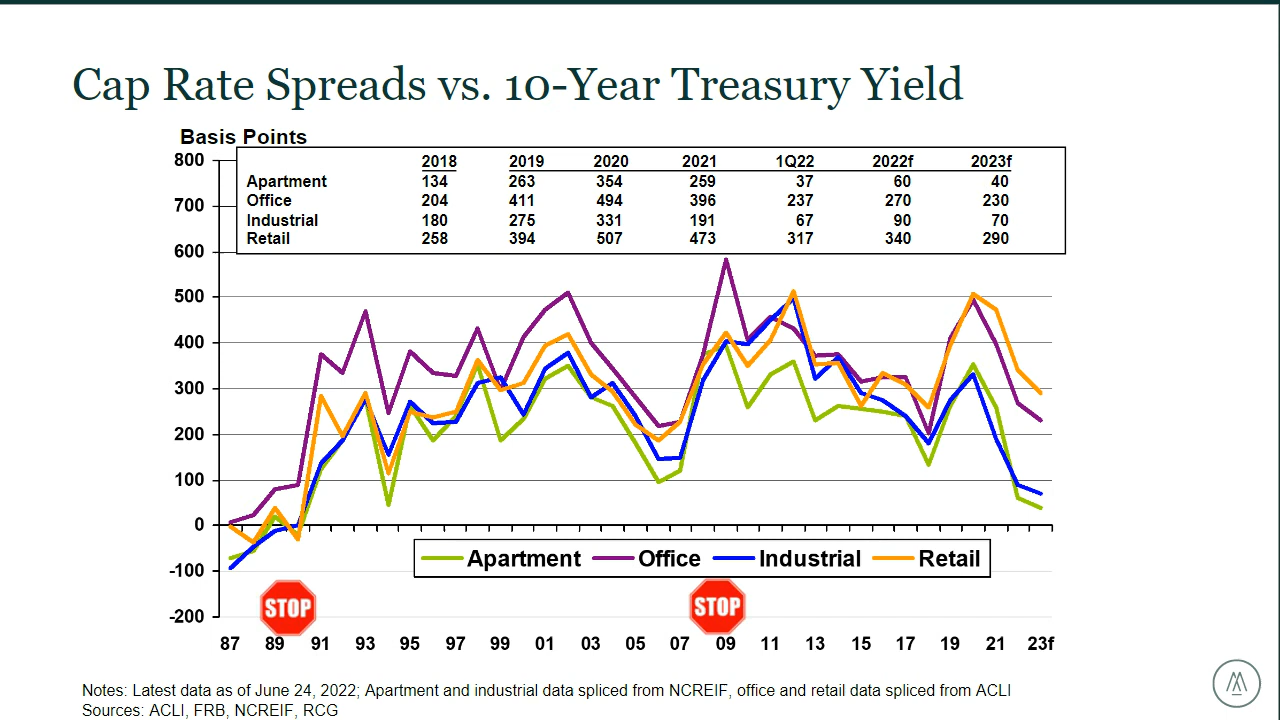 Cap Rate Spreads vs. 10-Year Treasury Yield
Basis Points
2018 2019 2020 2021 1Q22 2022f 2023f
Apartment 134 263 354 259 37 60 40
Office 204 411 494 396 237 270 230
Industrial 180 275 331 191 67 90 70
Retail 258 394 507 473 317 340 290
800
700
600
500
400
300
200
100
0
-100
-200
Apartment Office Industrial Retail
STOP STOP
87 89 91 93 95 97 99 01 03 05 07 09 11 13 15 17 19 21 23f
Notes: Latest data as of June 24, 2022; Apartment and industrial data spliced from NCREIF, office and retail data spliced from ACLI
Sources: ACLI, FRB, NCREIF, RCG